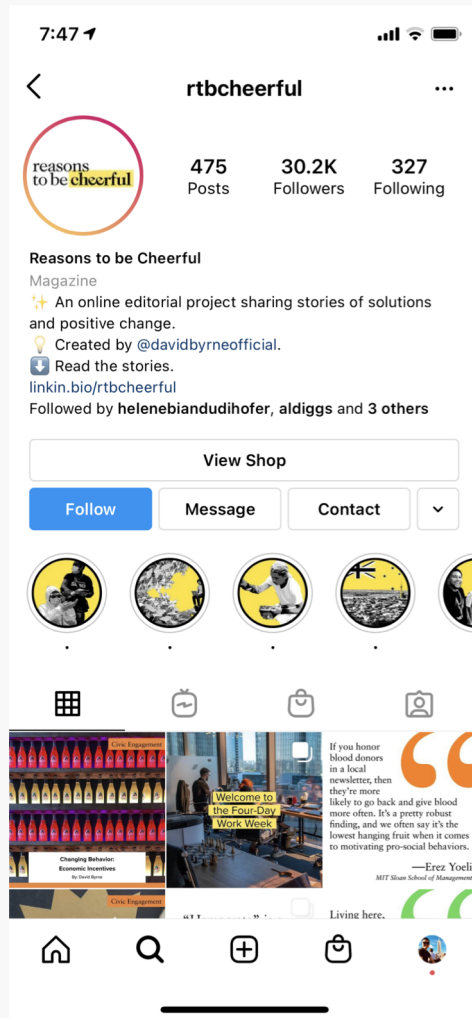 7:47
rtbcheerful
reasons
to be cheerful
475
Posts
30.2K
Followers
327
Following
Reasons to be Cheerful
Magazine
✨ An online editorial project sharing stories of solutions
and positive change.
💡 Created by @davidbyrneofficial.
⬇️ Read the stories.
linkin.bio/rtbcheerful
Followed by helenebiandudihofer, aldiggs and 3 others
View Shop
Follow
Message
Contact
Civic Engagement
Changing Behavior:
Economic Incentives
By: David Byrne
Welcome to
the Four-Day
Work Week
If you honor
blood donors
in a local
newsletter, then
they're more
likely to go back and give blood
more often. It's a pretty robust
finding, and we often say it's the
lowest hanging fruit when it comes
to motivating pro-social behaviors.
—Erez Yoeli
MIT Sloan School of Management
Civic Engagement
Living here,